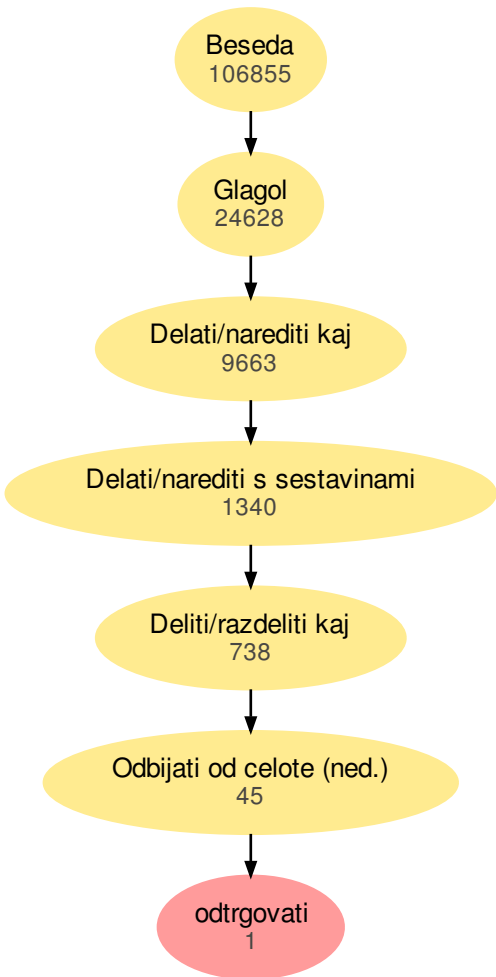 Beseda
106855
Glagol
24628
Delati/narediti kaj
9663
Delati/narediti s sestavinami
1340
Deliti/razdeliti kaj
738
Odbijati od celote (ned.)
45
odtrgovati
1